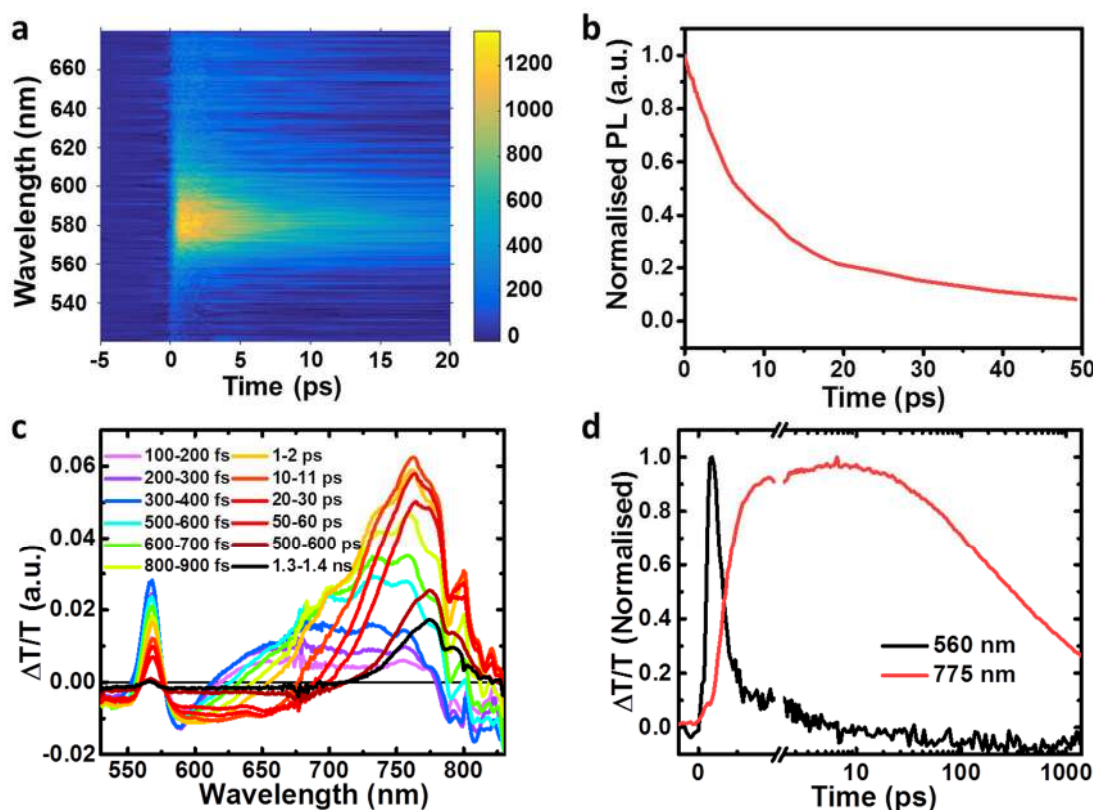 a
Wavelength (nm)
660
640
620
600
580
560
540
-5 0 5 10 15 20
Time (ps)
1200
1000
800
600
400
200
0
b
Normalised PL (a.u.)
1.0
0.8
0.6
0.4
0.2
0.0
0 10 20 30 40 50
Time (ps)
c
ΔT/T (a.u.)
0.06
0.04
0.02
0.00
-0.02
100-200 fs 1-2 ps
200-300 fs 10-11 ps
300-400 fs 20-30 ps
500-600 fs 50-60 ps
600-700 fs 500-600 ps
800-900 fs 1.3-1.4 ns
550 600 650 700 750 800
Wavelength (nm)
d
ΔT/T (Normalised)
1.0
0.8
0.6
0.4
0.2
0.0
560 nm
775 nm
0 10 100 1000
Time (ps)